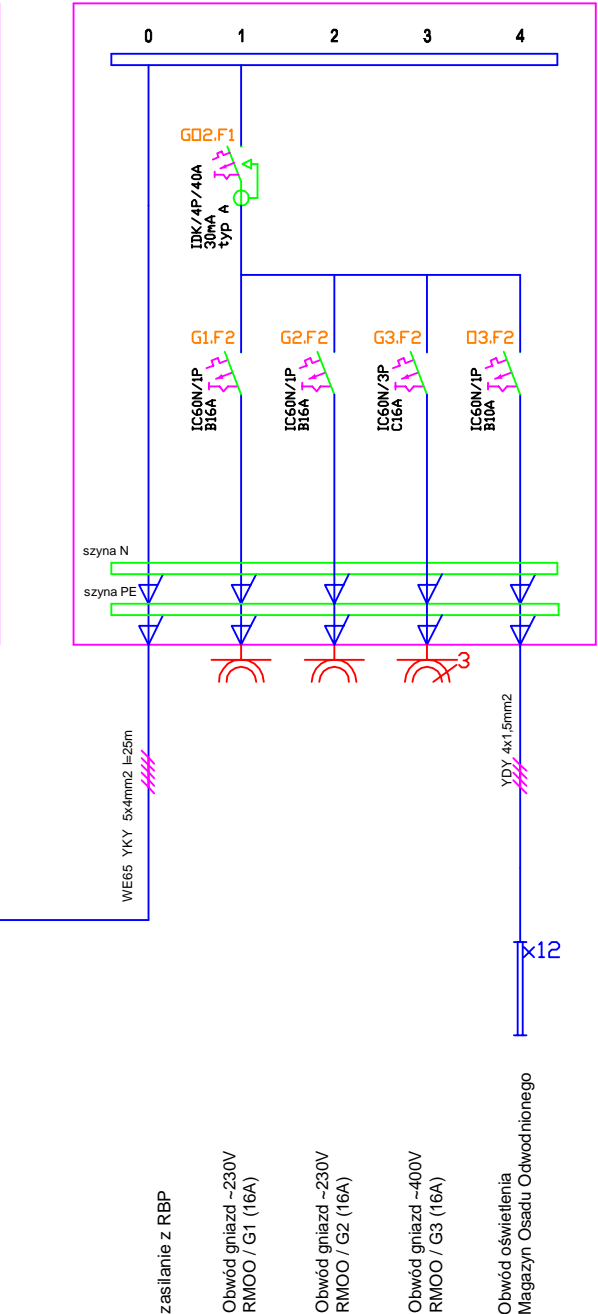 0 1 2 3 4
GO2.F1
IDK/4P/40A
30mA
typ A
G1.F2
IC60N/1P
B16A
G2.F2
IC60N/1P
B16A
G3.F2
IC60N/3P
C16A
O3.F2
IC60N/1P
B10A
szyna N
szyna PE
3
WE65 YKY 5x4mm2 l=25m
YDY 4x1,5mm2
x12
zasilanie z RBP
Obwód gniazd ~230V
RMOO / G1 (16A)
Obwód gniazd ~230V
RMOO / G2 (16A)
Obwód gniazd ~400V
RMOO / G3 (16A)
Obwód oświetlenia
Magazyn Osadu Odwodnionego